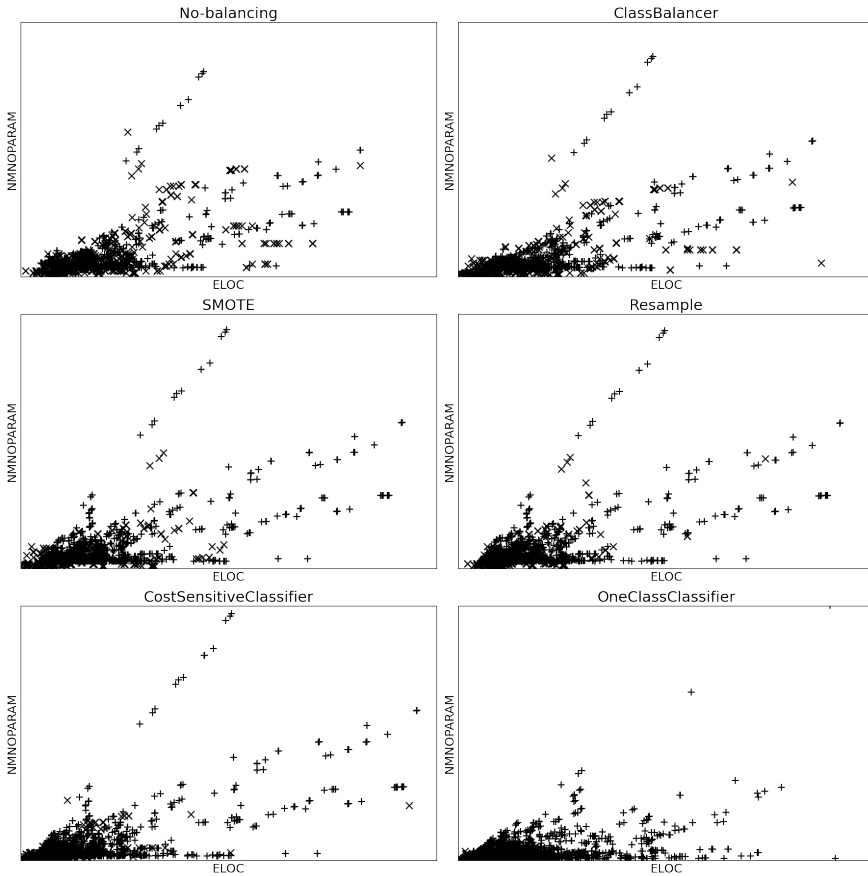 No-balancing
ClassBalancer
NMNOPARAM
NMNOPARAM
ELOC
ELOC
SMOTE
Resample
NMNOPARAM
NMNOPARAM
ELOC
ELOC
CostSensitiveClassifier
OneClassClassifier
NMNOPARAM
NMNOPARAM
ELOC
ELOC